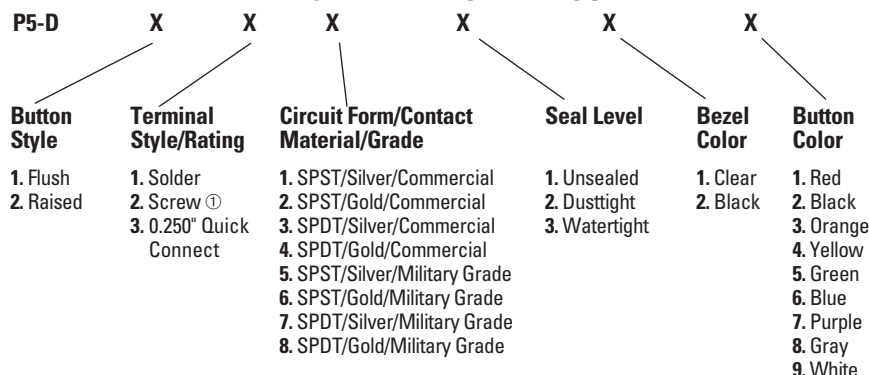 P5-D X X X X X X
Button Style
1. Flush
2. Raised
Terminal Style/Rating
1. Solder
2. Screw ①
3. 0.250" Quick
Connect
Circuit Form/Contact
Material/Grade
1. SPST/Silver/Commercial
2. SPST/Gold/Commercial
3. SPDT/Silver/Commercial
4. SPDT/Gold/Commercial
5. SPST/Silver/Military Grade
6. SPST/Gold/Military Grade
7. SPDT/Silver/Military Grade
8. SPDT/Gold/Military Grade
Seal Level
1. Unsealed
2. Dusttight
3. Watertight
Bezel
Color
1. Clear
2. Black
Button
Color
1. Red
2. Black
3. Orange
4. Yellow
5. Green
6. Blue
7. Purple
8. Gray
9. White